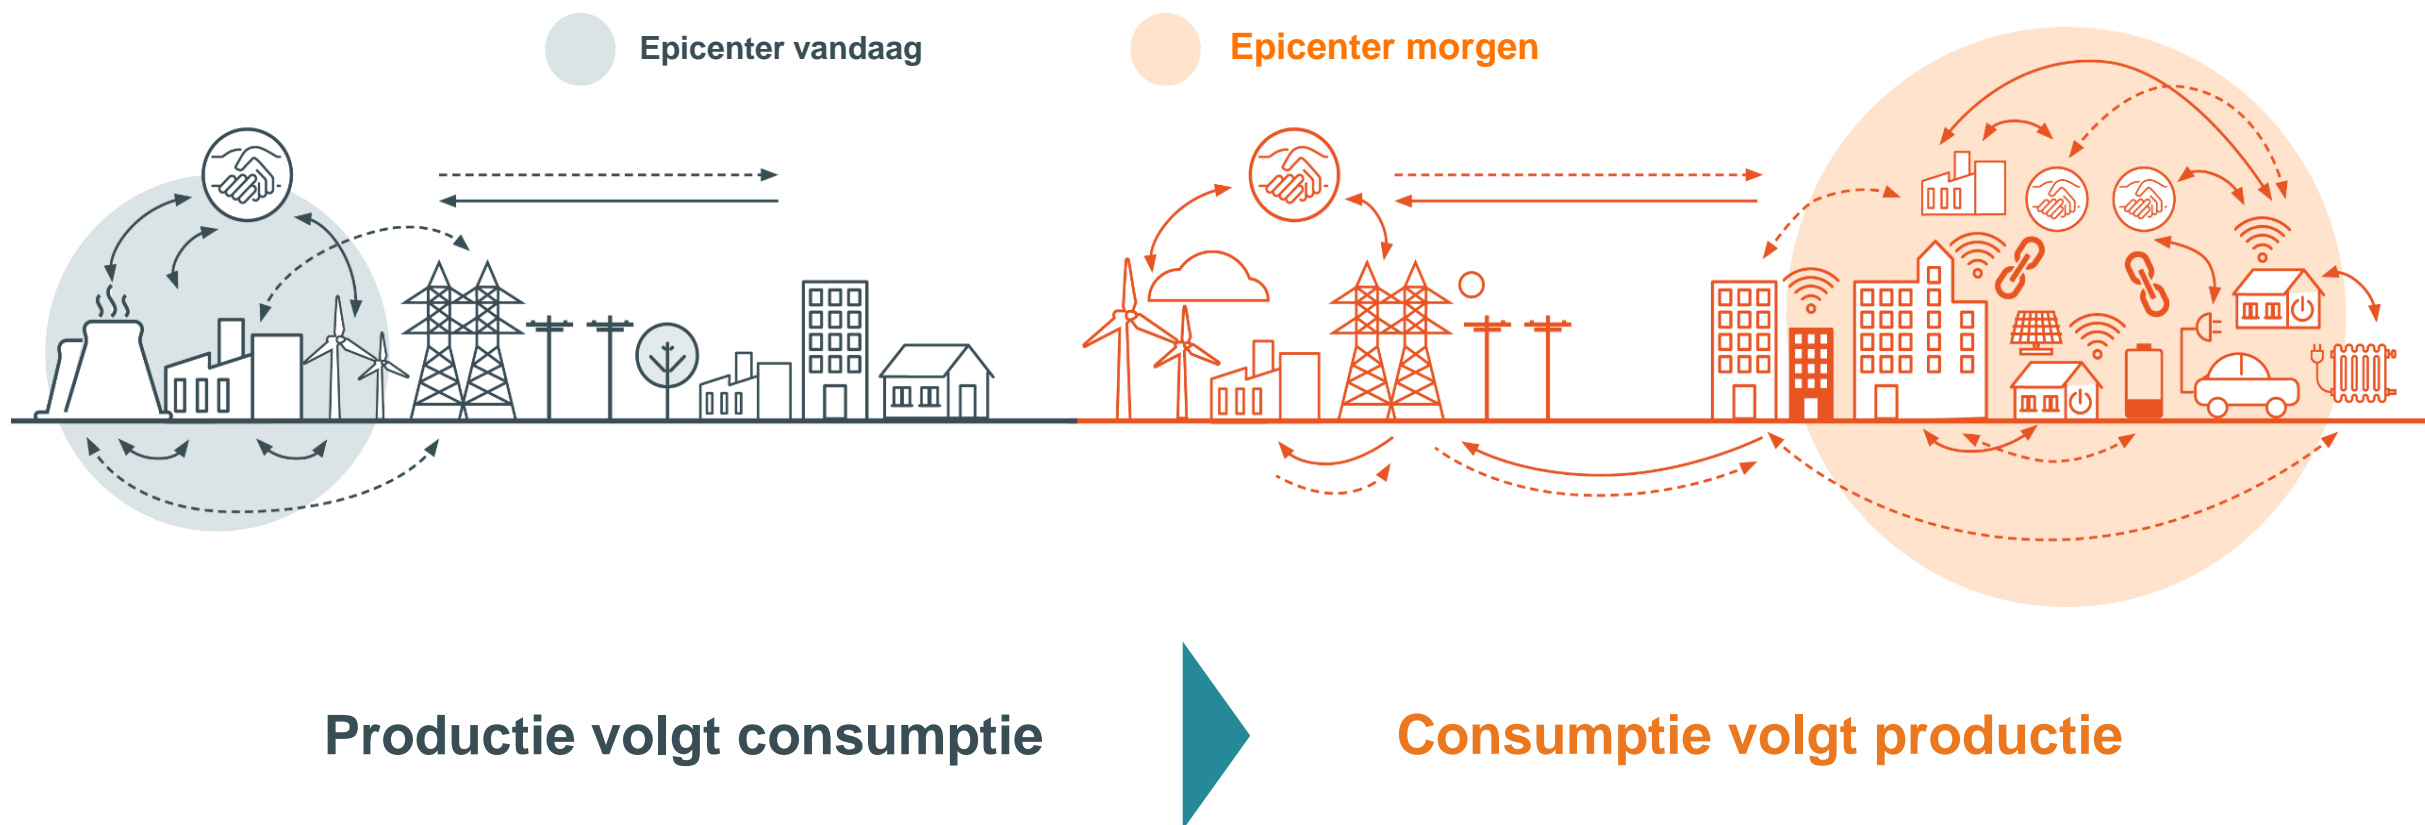 Epicenter vandaag
Epicenter morgen
Productie volgt consumptie
Consumptie volgt productie